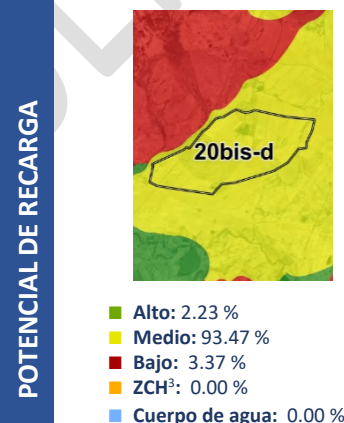 POTENCIAL DE RECARGA
20bis-d
Alto: 2.23 %
Medio: 93.47 %
Bajo: 3.37 %
ZCH³: 0.00 %
Cuerpo de agua: 0.00 %